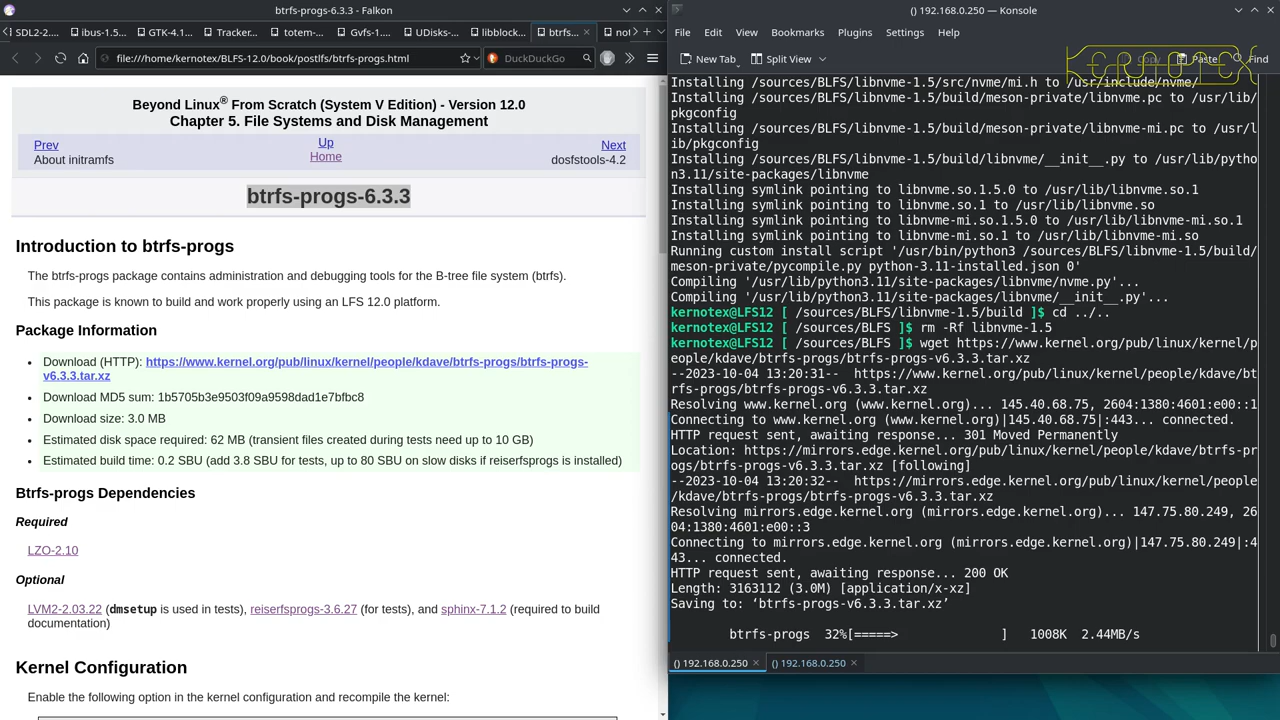 btrfs-progs-6.3.3 - Falkon
SDL2-2....
ibus-1.5...
GTK-4.1...
Tracker...
totem-...
Gvfs-1....
UDisks-...
libblock...
btrfs...
file:///home/kernotex/BLFS-12.0/book/postlfs/btrfs-progs.html
DuckDuckGo
Beyond Linux® From Scratch (System V Edition) - Version 12.0
Chapter 5. File Systems and Disk Management
Prev
Up
Next
About initramfs
Home
dosfstools-4.2
btrfs-progs-6.3.3
Introduction to btrfs-progs
The btrfs-progs package contains administration and debugging tools for the B-tree file system (btrfs).
This package is known to build and work properly using an LFS 12.0 platform.
Package Information
• Download (HTTP): https://www.kernel.org/pub/linux/kernel/people/kdave/btrfs-progs/btrfs-progs-
v6.3.3.tar.xz
• Download MD5 sum: 1b5705b3e9503f09a9598dad1e7bfbc8
• Download size: 3.0 MB
• Estimated disk space required: 62 MB (transient files created during tests need up to 10 GB)
• Estimated build time: 0.2 SBU (add 3.8 SBU for tests, up to 80 SBU on slow disks if reiserfsprogs is installed)
Btrfs-progs Dependencies
Required
LZO-2.10
Optional
LVM2-2.03.22 (dmsetup is used in tests), reiserfsprogs-3.6.27 (for tests), and sphinx-7.1.2 (required to build
documentation)
Kernel Configuration
Enable the following option in the kernel configuration and recompile the kernel:
() 192.168.0.250 — Konsole
File Edit View Bookmarks Plugins Settings Help
New Tab
Split View
Copy
Paste
Find
KERNOTEX
Installing /sources/BLFS/libnvme-1.5/src/nvme/mi.h to /usr/include/nvme/
Installing /sources/BLFS/libnvme-1.5/build/meson-private/libnvme.pc to /usr/lib/
pkgconfig
Installing /sources/BLFS/libnvme-1.5/build/meson-private/libnvme-mi.pc to /usr/l
ib/pkgconfig
Installing /sources/BLFS/libnvme-1.5/build/libnvme/__init__.py to /usr/lib/pytho
n3.11/site-packages/libnvme
Installing symlink pointing to libnvme.so.1.5.0 to /usr/lib/libnvme.so.1
Installing symlink pointing to libnvme.so.1 to /usr/lib/libnvme.so
Installing symlink pointing to libnvme-mi.so.1.5.0 to /usr/lib/libnvme-mi.so.1
Installing symlink pointing to libnvme-mi.so.1 to /usr/lib/libnvme-mi.so
Running custom install script '/usr/bin/python3 /sources/BLFS/libnvme-1.5/build/
meson-private/pycompile.py python-3.11-installed.json 0'
Compiling '/usr/lib/python3.11/site-packages/libnvme/nvme.py'...
Compiling '/usr/lib/python3.11/site-packages/libnvme/__init__.py'...
kernotex@LFS12 [ /sources/BLFS/libnvme-1.5/build ]$ cd ../..
kernotex@LFS12 [ /sources/BLFS ]$ rm -Rf libnvme-1.5
kernotex@LFS12 [ /sources/BLFS ]$ wget https://www.kernel.org/pub/linux/kernel/p
eople/kdave/btrfs-progs/btrfs-progs-v6.3.3.tar.xz
--2023-10-04 13:20:31-- https://www.kernel.org/pub/linux/kernel/people/kdave/bt
rfs-progs/btrfs-progs-v6.3.3.tar.xz
Resolving www.kernel.org (www.kernel.org)... 145.40.68.75, 2604:1380:4601:e00::1
Connecting to www.kernel.org (www.kernel.org)|145.40.68.75|:443... connected.
HTTP request sent, awaiting response... 301 Moved Permanently
Location: https://mirrors.edge.kernel.org/pub/linux/kernel/people/kdave/btrfs-pr
ogs/btrfs-progs-v6.3.3.tar.xz [following]
--2023-10-04 13:20:32-- https://mirrors.edge.kernel.org/pub/linux/kernel/people
/kdave/btrfs-progs/btrfs-progs-v6.3.3.tar.xz
Resolving mirrors.edge.kernel.org (mirrors.edge.kernel.org)... 147.75.80.249, 26
04:1380:4601:e00::3
Connecting to mirrors.edge.kernel.org (mirrors.edge.kernel.org)|147.75.80.249|:4
43... connected.
HTTP request sent, awaiting response... 200 OK
Length: 3163112 (3.0M) [application/x-xz]
Saving to: ‘btrfs-progs-v6.3.3.tar.xz’
btrfs-progs 32%[=====> ] 1008K 2.44MB/s
() 192.168.0.250
() 192.168.0.250